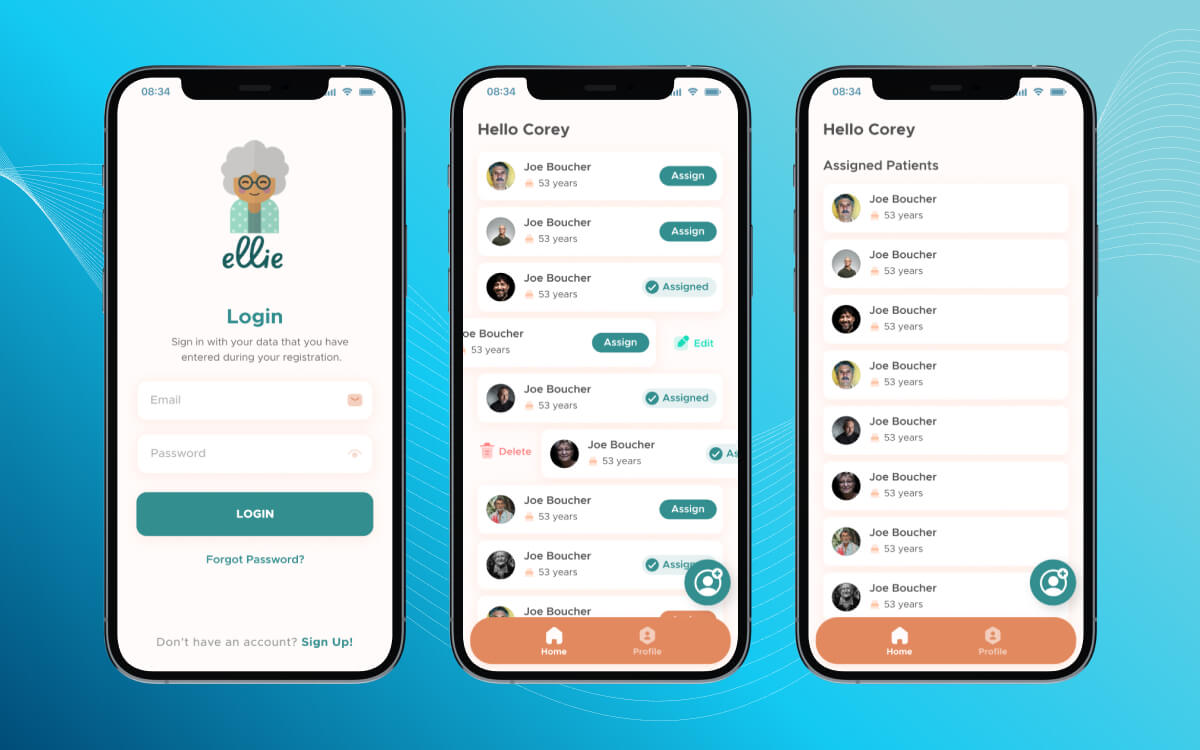 08:34
ellie
Login
Sign in with your data that you have
entered during your registration.
Email
Password
LOGIN
Forgot Password?
Don't have an account? Sign Up!
08:34
Hello Corey
Joe Boucher
53 years
Assign
Joe Boucher
53 years
Assign
Joe Boucher
53 years
Assigned
oe Boucher
53 years
Assign
Edit
Joe Boucher
53 years
Assigned
Delete
Joe Boucher
53 years
As
Joe Boucher
53 years
Assign
Joe Boucher
53 years
Assign
Joe Boucher
Home
Profile
08:34
Hello Corey
Assigned Patients
Joe Boucher
53 years
Joe Boucher
53 years
Joe Boucher
53 years
Joe Boucher
53 years
Joe Boucher
53 years
Joe Boucher
53 years
Joe Boucher
53 years
Joe Boucher
53 years
Home
Profile